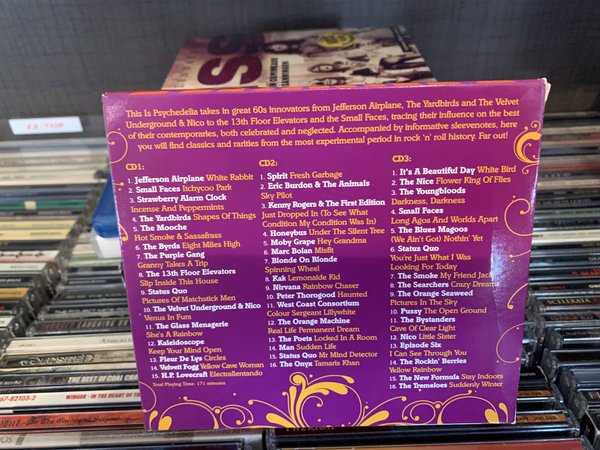 SS
This Is Psychedelia takes in great 60s innovators from Jefferson Airplane, The Yardbirds and The Velvet
Underground & Nico to the 13th Floor Elevators and the Small Faces, tracing their influence on the best
of their contemporaries, both celebrated and neglected. Accompanied by informative sleevenotes, here
you will find classics and rarities from the most experimental period in rock 'n' roll history. Far out!
CD1:
1. Jefferson Airplane White Rabbit
2. Small Faces Itchycoo Park
3. Strawberry Alarm Clock
Incense And Peppermints
4. The Yardbirds Shapes Of Things
5. The Mooche
Hot Smoke & Sassafrass
6. The Byrds Eight Miles High
7. The Purple Gang
Granny Takes A Trip
8. The 13th Floor Elevators
Slip Inside This House
9. Status Quo
Pictures Of Matchstick Men
10. The Velvet Underground & Nico
Venus In Furs
11. The Glass Menagerie
She's A Rainbow
12. Kaleidoscope
Keep Your Mind Open
13. Fleur De Lys Circles
14. Velvett Fogg Yellow Cave Woman
15. H.P. Lovecraft Electrallentando
Total Playing Time: 171 minutes
CD2:
1. Spirit Fresh Garbage
2. Eric Burdon & The Animals
Sky Pilot
3. Kenny Rogers & The First Edition
Just Dropped In (To See What
Condition My Condition Was In)
4. Honeybus Under The Silent Tree
5. Moby Grape Hey Grandma
6. Marc Bolan Misfit
7. Blonde On Blonde
Spinning Wheel
8. Kak Lemonaide Kid
9. Nirvana Rainbow Chaser
10. Peter Thorogood Haunted
11. West Coast Consortium
Colour Sergeant Lillywhite
12. The Orange Machine
Real Life Permanent Dream
13. The Poets Locked In A Room
14. Man Sudden Life
15. Status Quo Mr Mind Detector
16. The Onyx Tamaris Khan
CD3:
1. It's A Beautiful Day White Bird
2. The Nice Flower King Of Flies
3. The Youngbloods
Darkness, Darkness
4. Small Faces
Long Agos And Worlds Apart
5. The Blues Magoos
(We Ain't Got) Nothin' Yet
6. Status Quo
You're Just What I Was
Looking For Today
7. The Smoke My Friend Jack
8. The Searchers Crazy Dreams
9. The Orange Seaweed
Pictures In The Sky
10. Pussy The Open Ground
11. The Bystanders
Cave Of Clear Light
12. Nico Little Sister
13. Episode Six
I Can See Through You
14. The Rockin' Berries
Yellow Rainbow
15. The New Formula Stay Indoors
16. The Tremeloes Suddenly Winter
THE BEST OF
WINGER - IN THE HEART OF THE